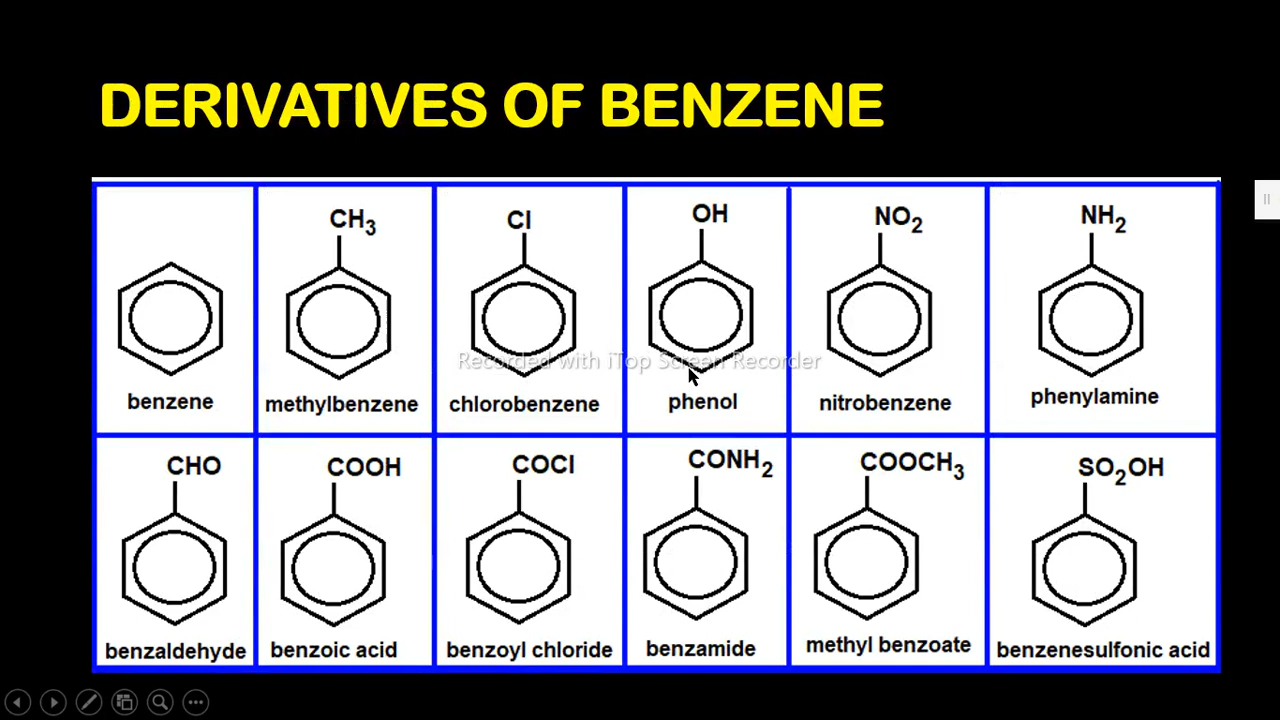 DERIVATIVES OF BENZENE
CH3 Cl OH NO2 NH2
Recorded with iTop Screen Recorder
benzene methylbenzene chlorobenzene phenol nitrobenzene phenylamine
CHO COOH COCl CONH2 COOCH3 SO2OH
benzaldehyde benzoic acid benzoyl chloride benzamide methyl benzoate benzenesulfonic acid